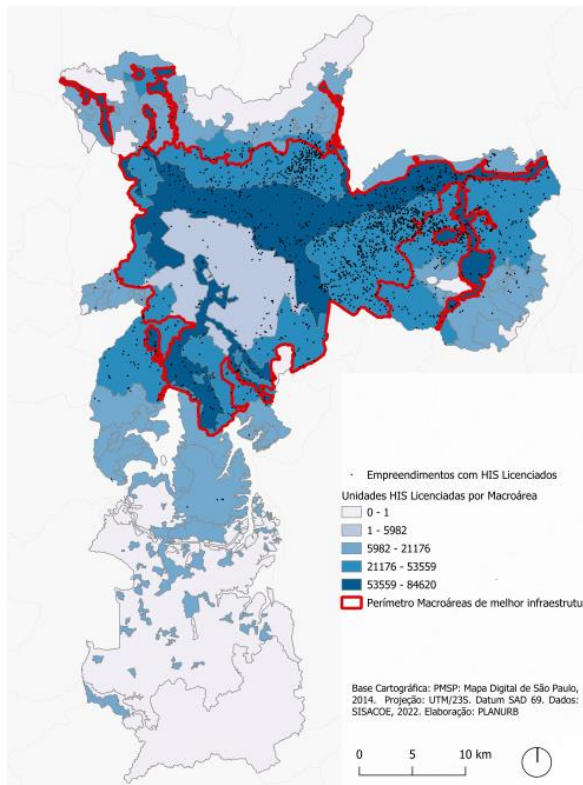 Empreendimentos com HIS Licenciados
Unidades HIS Licenciadas por Macroárea
0 - 1
1 - 5982
5982 - 21176
21176 - 53559
53559 - 84620
Perímetro Macroáreas de melhor infraestrutu
Base Cartográfica: PMSP: Mapa Digital de São Paulo,
2014. Projeção: UTM/23S. Datum SAD 69. Dados:
SISACOE, 2022. Elaboração: PLANURB
0 5 10 km